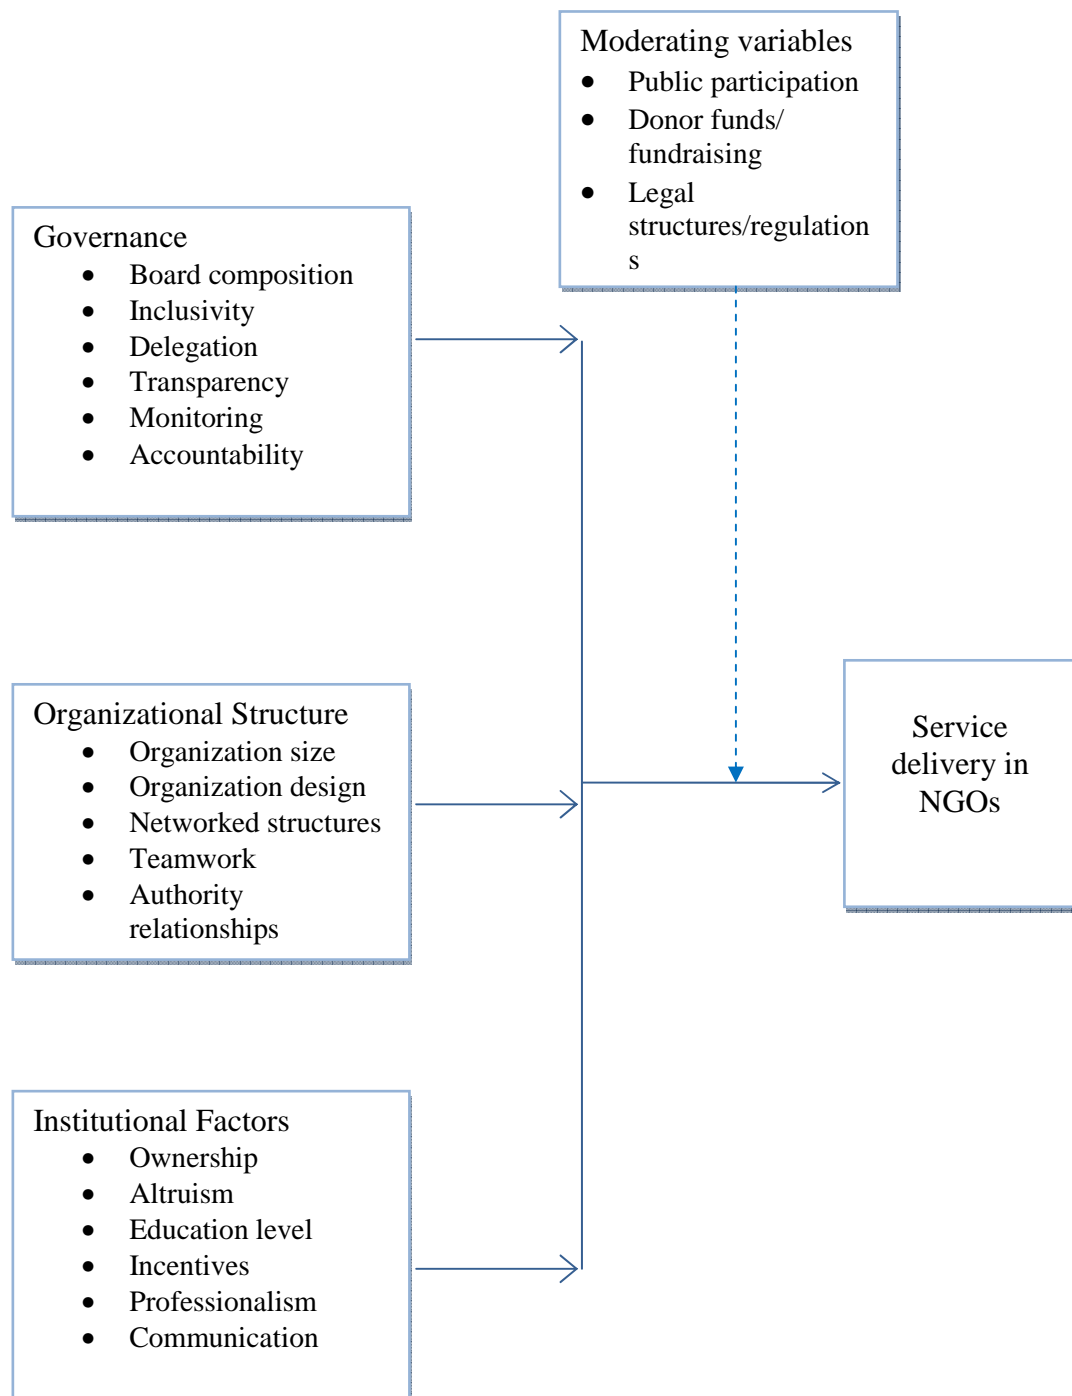 Moderating variables
• Public participation
• Donor funds/
fundraising
• Legal
structures/regulation
s
Governance
• Board composition
• Inclusivity
• Delegation
• Transparency
• Monitoring
• Accountability
Organizational Structure
• Organization size
• Organization design
• Networked structures
• Teamwork
• Authority
relationships
Service
delivery in
NGOs
Institutional Factors
• Ownership
• Altruism
• Education level
• Incentives
• Professionalism
• Communication